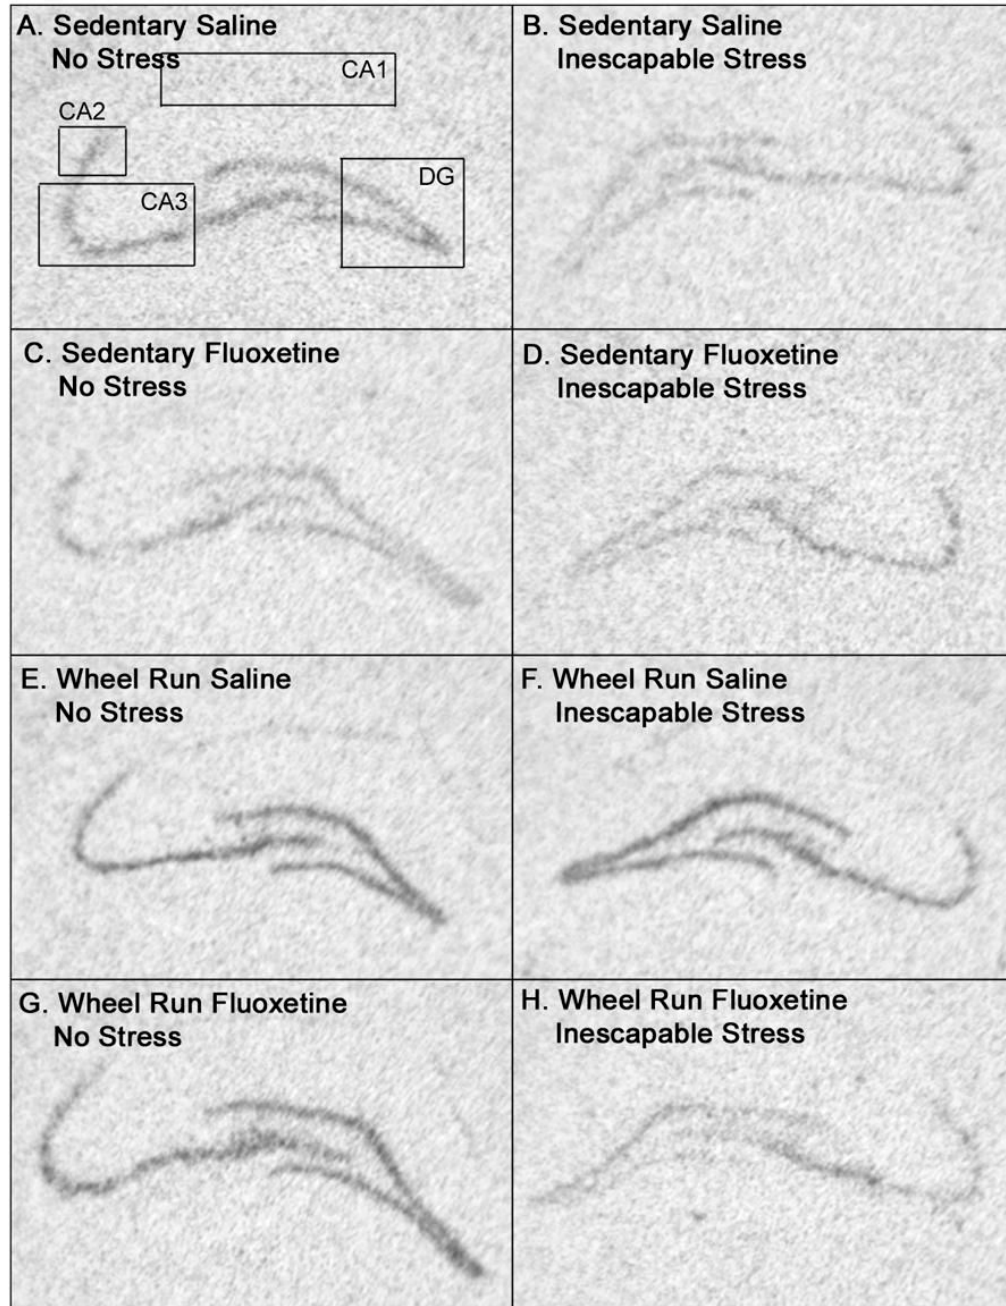 A. Sedentary Saline
No Stress
CA1
CA2
CA3
DG
B. Sedentary Saline
Inescapable Stress
C. Sedentary Fluoxetine
No Stress
D. Sedentary Fluoxetine
Inescapable Stress
E. Wheel Run Saline
No Stress
F. Wheel Run Saline
Inescapable Stress
G. Wheel Run Fluoxetine
No Stress
H. Wheel Run Fluoxetine
Inescapable Stress